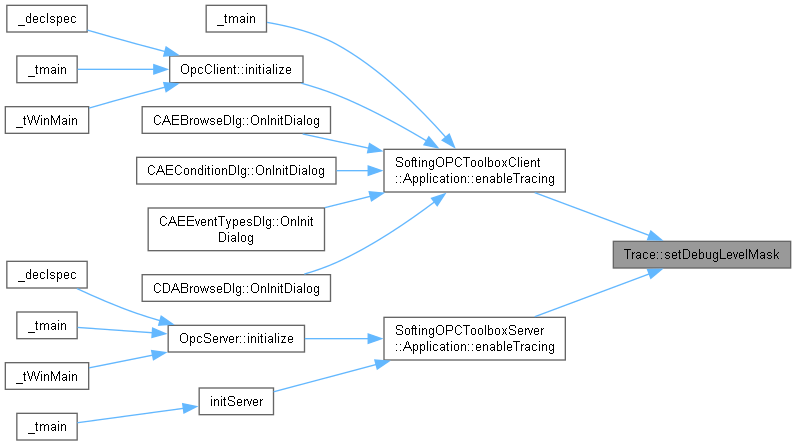 _declspec
_tmain
_tmain
OpcClient::initialize
_tWinMain
CAEBrowseDlg::OnInitDialog
SoftingOPCToolboxClient
::Application::enableTracing
CAEConditionDlg::OnInitDialog
CAEEventTypesDlg::OnInit
Dialog
Trace::setDebugLevelMask
CDABrowseDlg::OnInitDialog
_declspec
_tmain
OpcServer::initialize
SoftingOPCToolboxServer
::Application::enableTracing
_tWinMain
initServer
_tmain